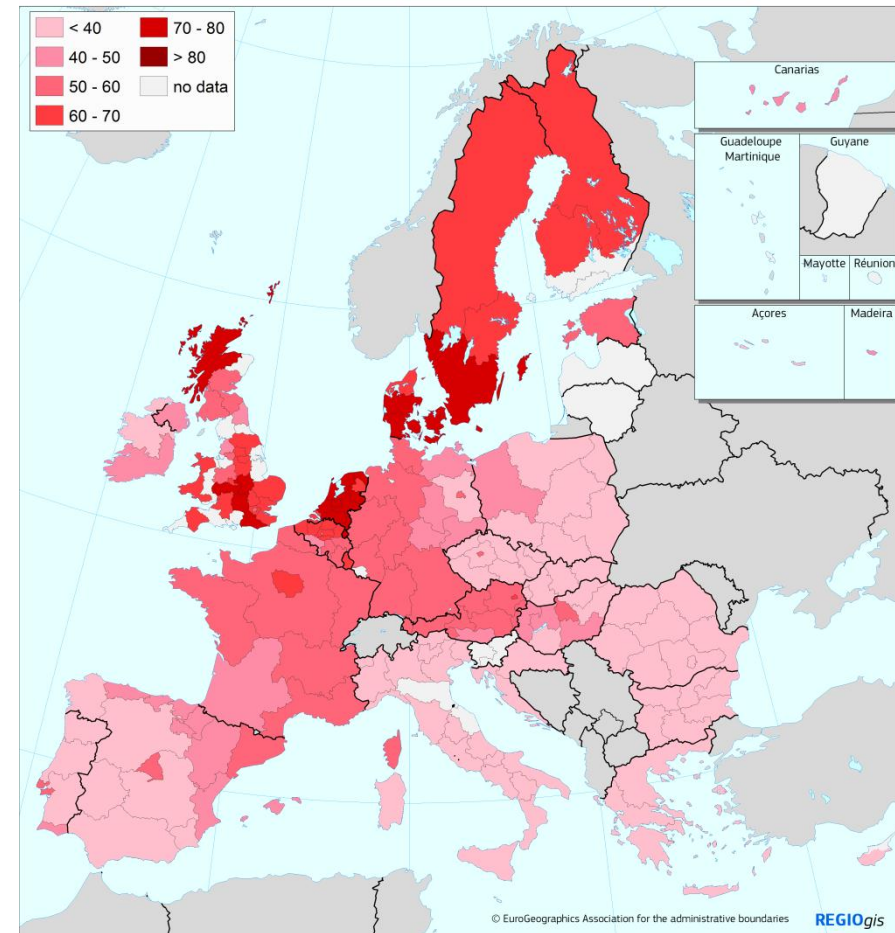 < 40
40 - 50
50 - 60
60 - 70
70 - 80
> 80
no data
Canarias
Guadeloupe
Martinique
Guyane
Mayotte
Réunion
Açores
Madeira
© EuroGeographics Association for the administrative boundaries
REGIOgis